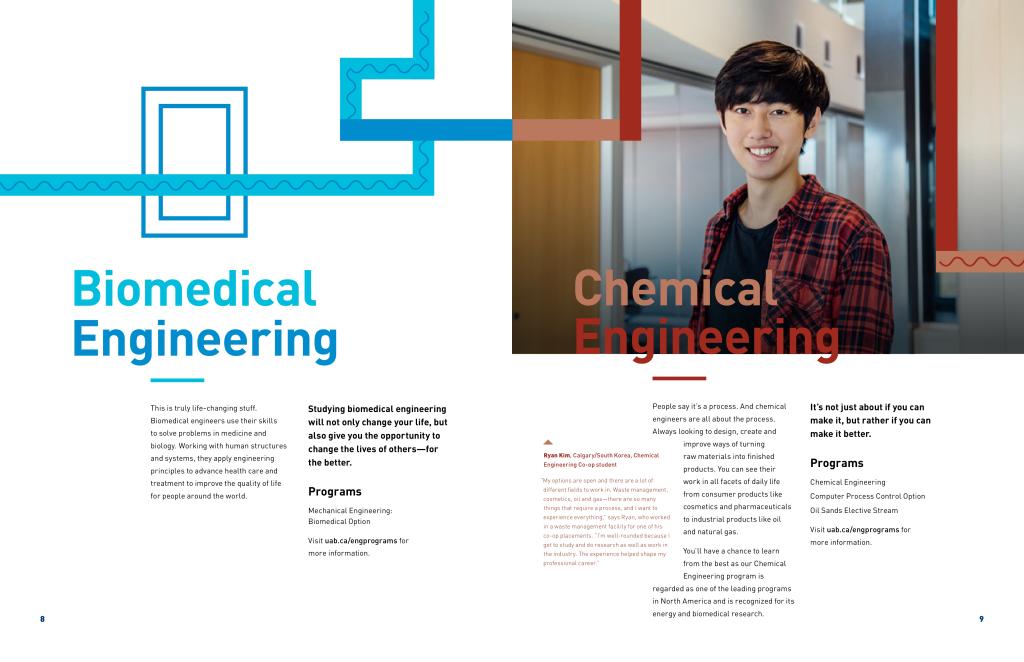 Biomedical
Engineering
This is truly life-changing stuff.
Biomedical engineers use their skills
to solve problems in medicine and
biology. Working with human structures
and systems, they apply engineering
principles to advance health care and
treatment to improve the quality of life
for people around the world.
Studying biomedical engineering
will not only change your life, but
also give you the opportunity to
change the lives of others—for
the better.
Programs
Mechanical Engineering:
Biomedical Option
Visit uab.ca/engprograms for
more information.
8
Chemical
Engineering
Ryan Kim, Calgary/South Korea, Chemical
Engineering Co-op student
"My options are open and there are a lot of
different fields to work in. Waste management,
cosmetics, oil and gas—there are so many
things that require a process, and I want to
experience everything," says Ryan, who worked
in a waste management facility for one of his
co-op placements. "I'm well-rounded because I
get to study and do research as well as work in
the industry. The experience helped shape my
professional career."
People say it's a process. And chemical
engineers are all about the process.
Always looking to design, create and
improve ways of turning
raw materials into finished
products. You can see their
work in all facets of daily life
from consumer products like
cosmetics and pharmaceuticals
to industrial products like oil
and natural gas.
You'll have a chance to learn
from the best as our Chemical
Engineering program is
regarded as one of the leading programs
in North America and is recognized for its
energy and biomedical research.
It's not just about if you can
make it, but rather if you can
make it better.
Programs
Chemical Engineering
Computer Process Control Option
Oil Sands Elective Stream
Visit uab.ca/engprograms for
more information.
9